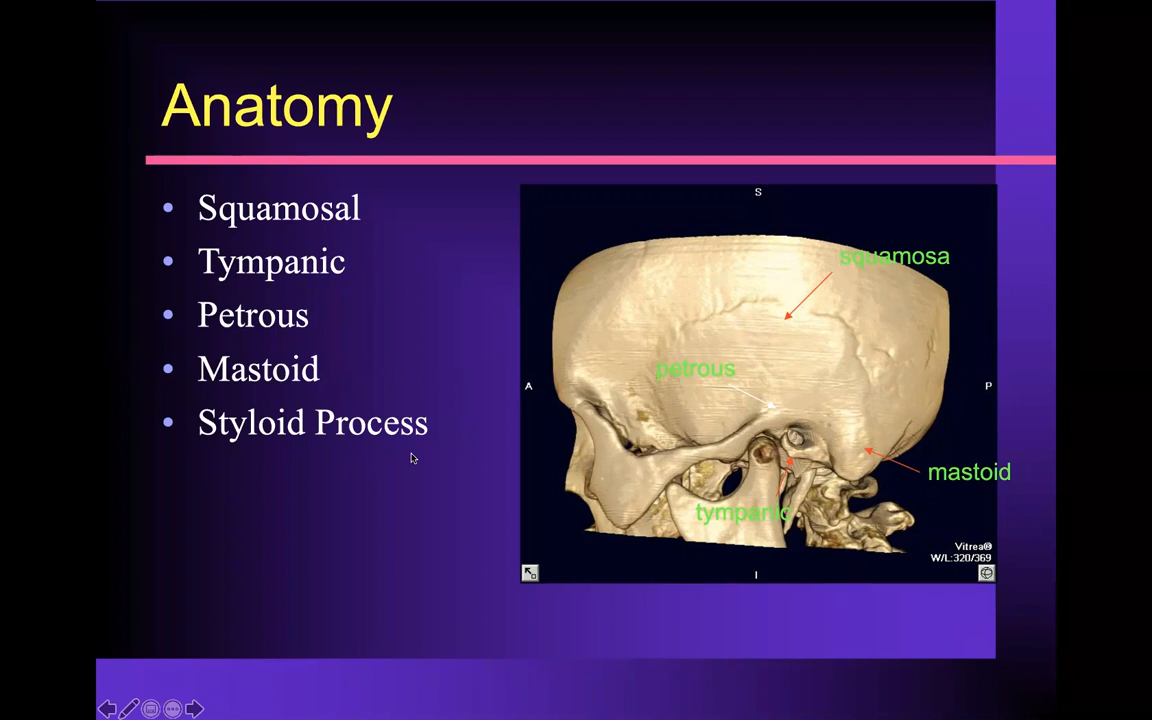 Anatomy
• Squamosal
• Tympanic
• Petrous
• Mastoid
• Styloid Process
S
squamosa
petrous
A
P
mastoid
tympanic
Vitrea®
W/L:320/369
I